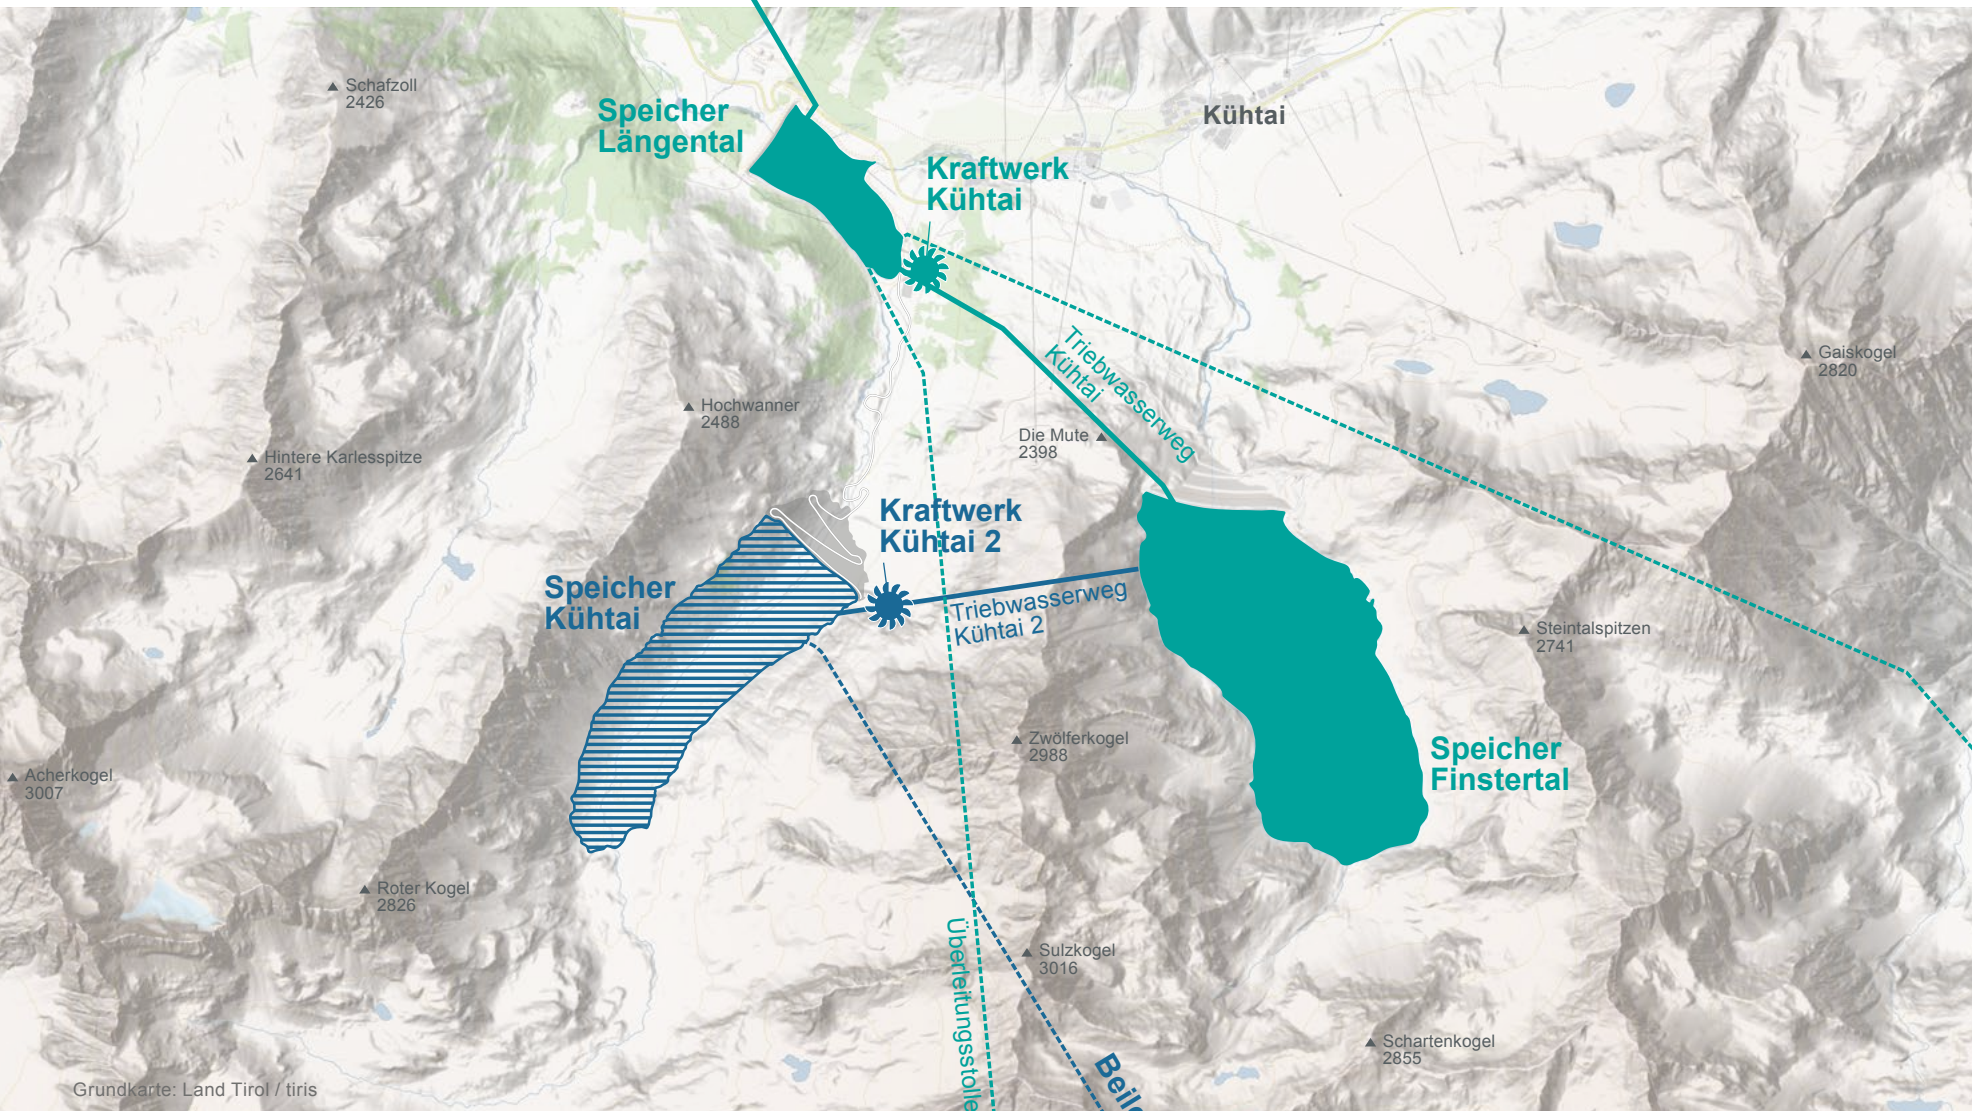 Schafzoll
2426
Speicher
Längental
Kühtai
Kraftwerk
Kühtai
Triebwasserweg
Kühtai
Gaiskogel
2820
Hochwanner
2488
Die Mute
2398
Hintere Karlesspitze
2641
Kraftwerk
Kühtai 2
Speicher
Kühtai
Triebwasserweg
Kühtai 2
Steintalspitzen
2741
Zwölferkogel
2988
Speicher
Finstertal
Acherkogel
3007
Roter Kogel
2826
Sulzkogel
3016
Überleitungsstolle
Beile
Schartenkogel
2855
Grundkarte: Land Tirol / tiris